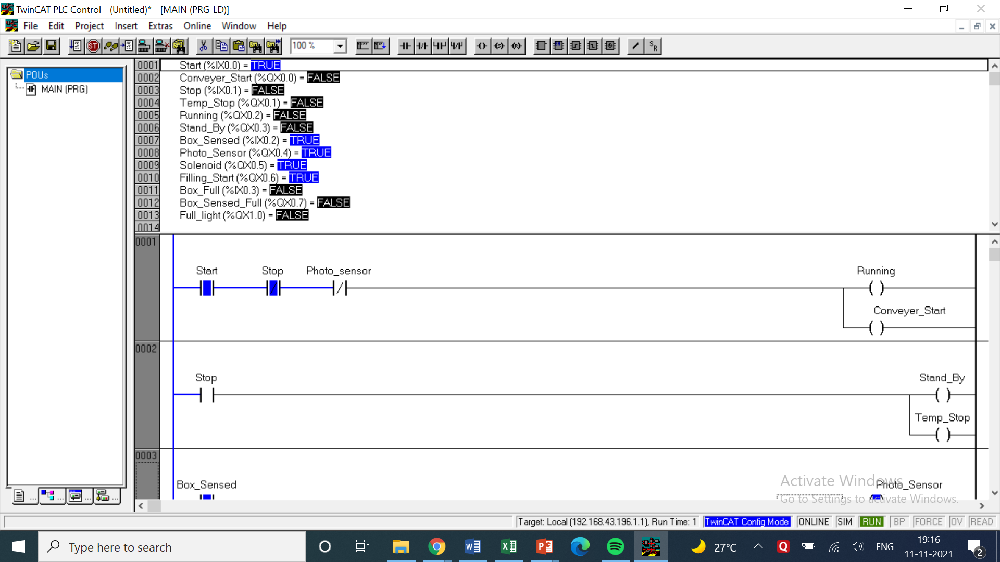 TwinCAT PLC Control - (Untitled)* - [MAIN (PRG-LD)]
File Edit Project Insert Extras Online Window Help
ST 100 % S R
POUs
MAIN (PRG)
0001 Start (%IX0.0) = TRUE
0002 Conveyer_Start (%QX0.0) = FALSE
0003 Stop (%IX0.1) = FALSE
0004 Temp_Stop (%QX0.1) = FALSE
0005 Running (%QX0.2) = FALSE
0006 Stand_By (%QX0.3) = FALSE
0007 Box_Sensed (%IX0.2) = TRUE
0008 Photo_Sensor (%QX0.4) = TRUE
0009 Solenoid (%QX0.5) = TRUE
0010 Filling_Start (%QX0.6) = TRUE
0011 Box_Full (%IX0.3) = FALSE
0012 Box_Sensed_Full (%QX0.7) = FALSE
0013 Full_light (%QX1.0) = FALSE
0014
0001
Start Stop Photo_sensor Running
Conveyer_Start
0002
Stop Stand_By
Temp_Stop
0003
Box_Sensed Photo_Sensor
Activate Windows
Go to Settings to activate Windows.
... ... ... ...
Target: Local (192.168.43.196.1.1), Run Time: 1 TwinCAT Config Mode ONLINE SIM RUN BP FORCE OV READ
Type here to search 27°C ENG 19:16
11-11-2021 2